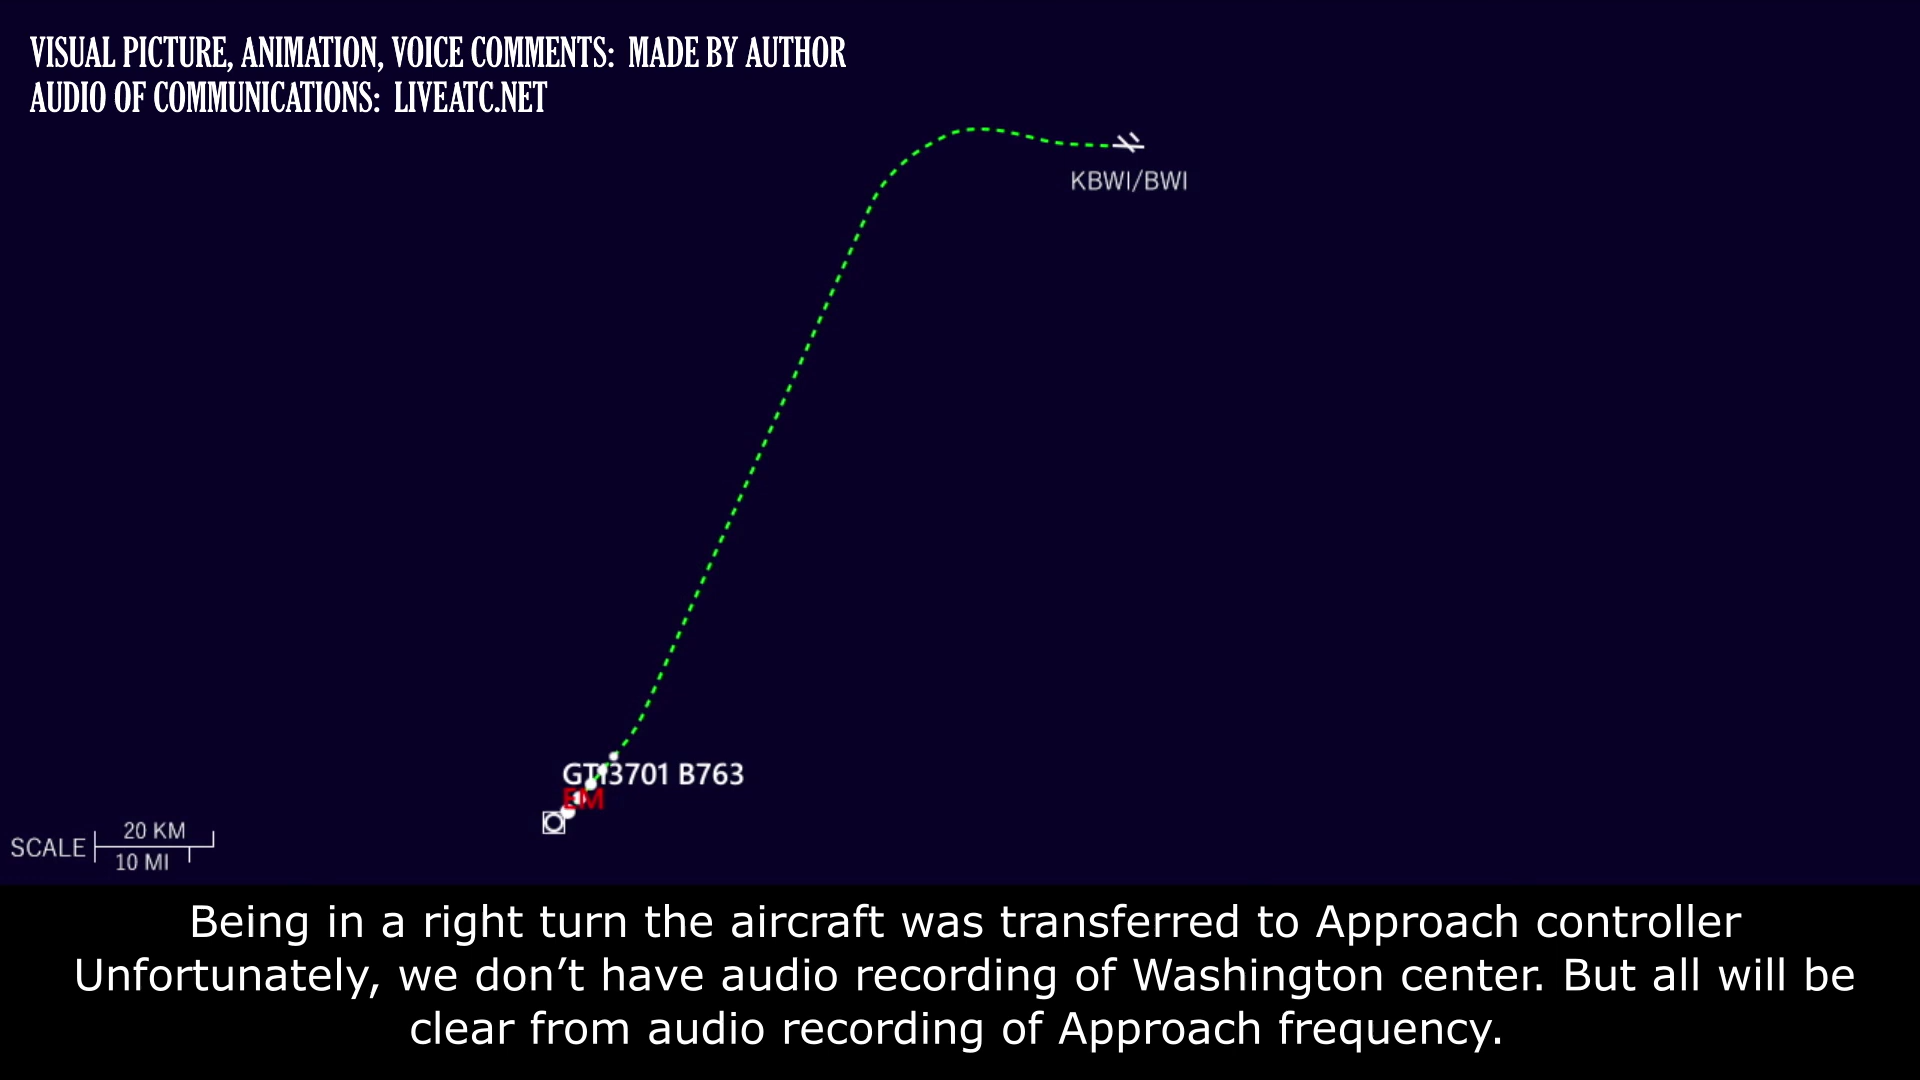 VISUAL PICTURE, ANIMATION, VOICE COMMENTS: MADE BY AUTHOR
AUDIO OF COMMUNICATIONS: LIVEATC.NET
KBWI/BWI
GTI3701 B763
EM
20 KM
SCALE
10 MI
Being in a right turn the aircraft was transferred to Approach controller
Unfortunately, we don’t have audio recording of Washington center. But all will be
clear from audio recording of Approach frequency.